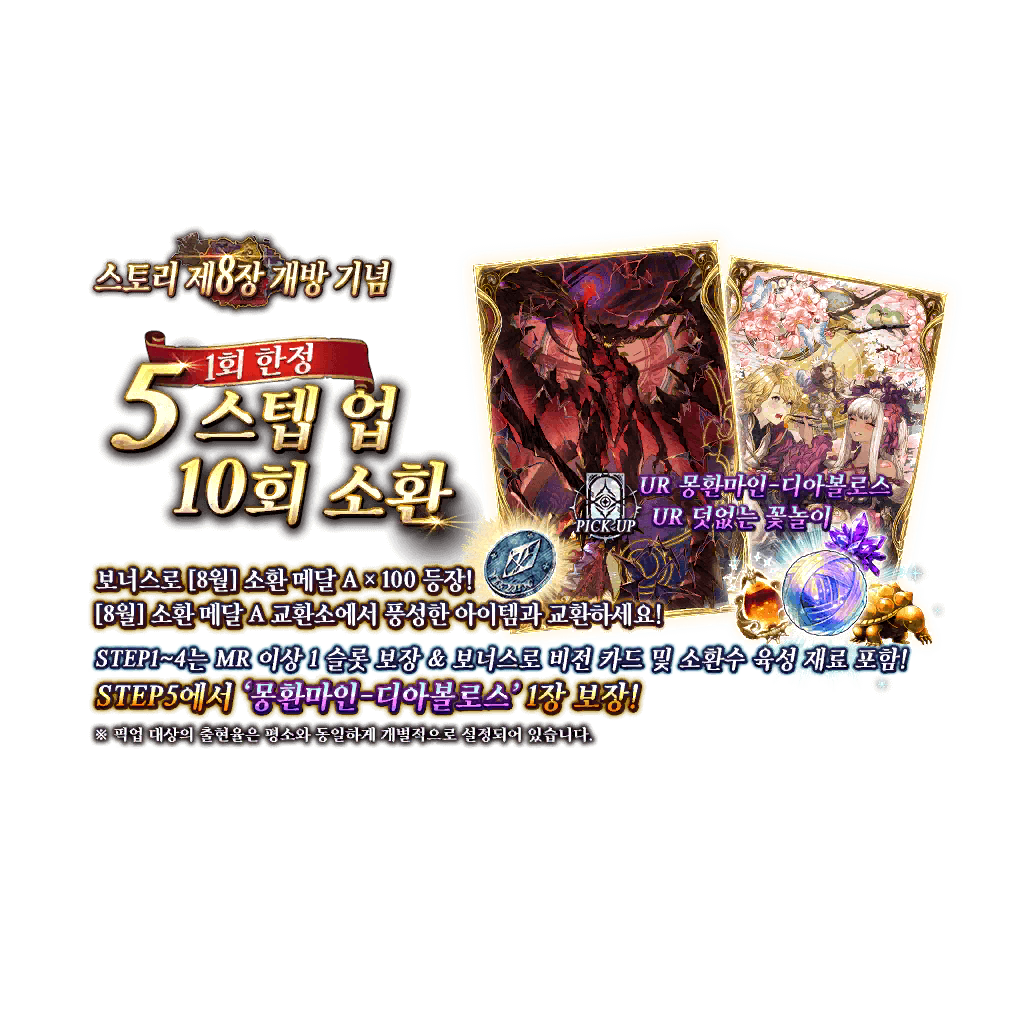 스토리 제8장 개방 기념
1회 한정
5 스텝 업
10회 소환
PICK-UP
UR 몽환마인-디아볼로스
UR 덧없는 꽃놀이
보너스로 [8월] 소환 메달 A × 100 등장!
[8월] 소환 메달 A 교환소에서 풍성한 아이템과 교환하세요!
STEP1~4는 MR 이상 1 슬롯 보장 & 보너스로 비전 카드 및 소환수 육성 재료 포함!
STEP5에서 ‘몽환마인-디아볼로스’ 1장 보장!
※ 픽업 대상의 출현율은 평소와 동일하게 개별적으로 설정되어 있습니다.